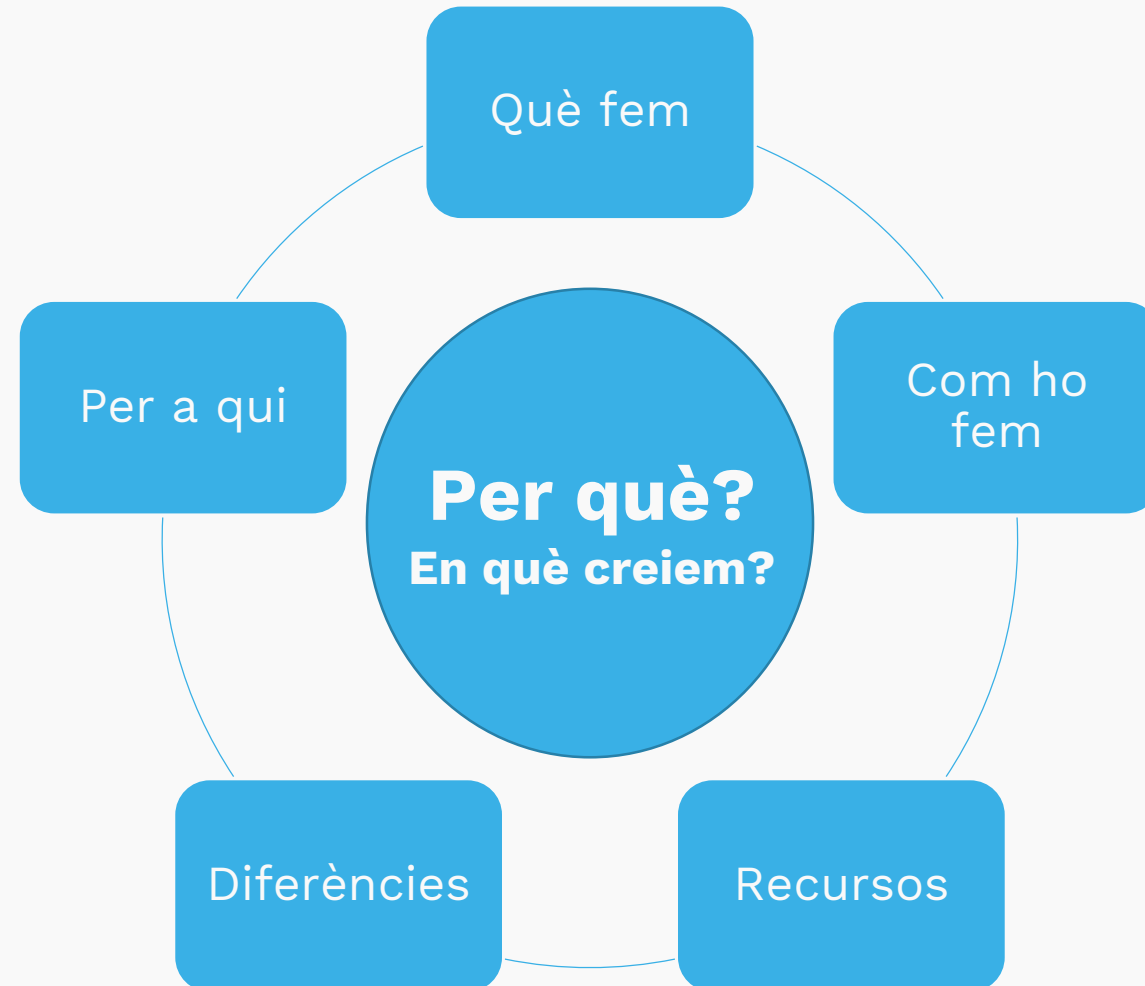 Què fem
Com ho
fem
Recursos
Diferències
Per a qui
Per què?
En què creiem?